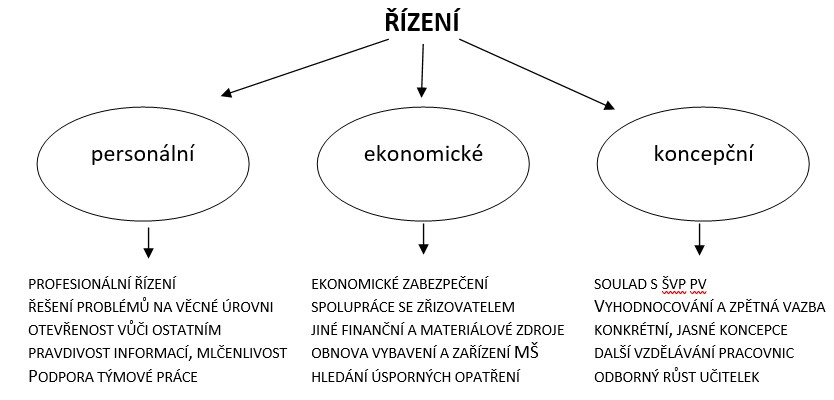 ŘÍZENÍ
personální
ekonomické
koncepční
PROFESIONÁLNÍ ŘÍZENÍ
ŘEŠENÍ PROBLÉMŮ NA VĚCNÉ ÚROVNI
OTEVŘENOST VŮČI OSTATNÍM
PRAVDIVOST INFORMACÍ, MLČENLIVOST
PODPORA TÝMOVÉ PRÁCE
EKONOMICKÉ ZABEZPEČENÍ
SPOLUPRÁCE SE ZŘIZOVATELEM
JINÉ FINANČNÍ A MATERIÁLOVÉ ZDROJE
OBNOVA VYBAVENÍ A ZAŘÍZENÍ MŠ
HLEDÁNÍ ÚSPORNÝCH OPATŘENÍ
SOULAD S ŠVP PV
VYHODNOCOVÁNÍ A ZPĚTNÁ VAZBA
KONKRÉTNÍ, JASNÉ KONCEPCE
DALŠÍ VZDĚLÁVÁNÍ PRACOVNIC
ODBORNÝ RŮST UČITELEK